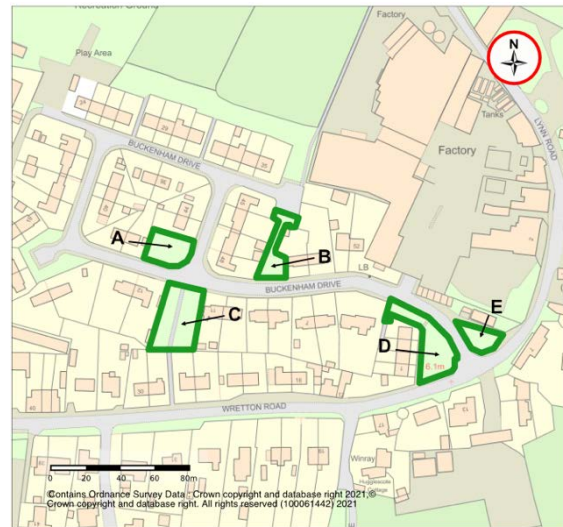 Recreation Ground
Factory
N
Play Area
LYNN ROAD
Tanks
BUCKENHAM DRIVE
Factory
A
B
LB
BUCKENHAM DRIVE
E
C
D
6.1m
WRETTON ROAD
Winray
Hugglescote
Cottage
0 20 40 60 80m
©Contains Ordnance Survey Data : Crown copyright and database right 2021,©
Crown copyright and database right. All rights reserved (100061442) 2021